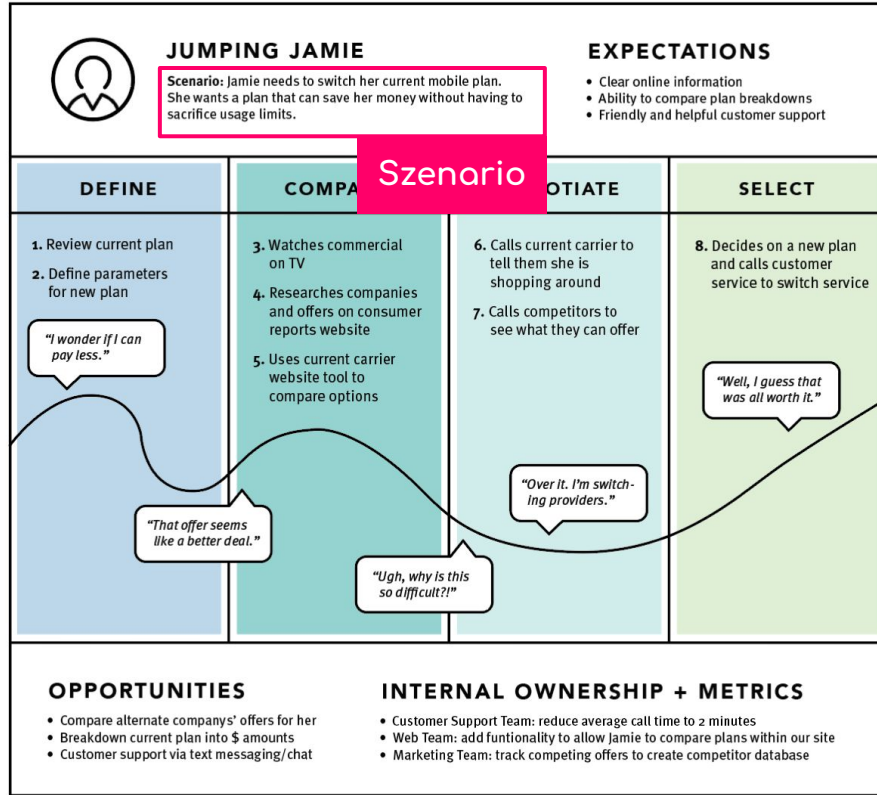 JUMPING JAMIE
Scenario: Jamie needs to switch her current mobile plan.
She wants a plan that can save her money without having to
sacrifice usage limits.
EXPECTATIONS
• Clear online information
• Ability to compare plan breakdowns
• Friendly and helpful customer support
Szenario
DEFINE
COMPA
OTIATE
SELECT
1. Review current plan
2. Define parameters
for new plan
"I wonder if I can
pay less."
"That offer seems
like a better deal."
3. Watches commercial
on TV
4. Researches companies
and offers on consumer
reports website
5. Uses current carrier
website tool to
compare options
"Ugh, why is this
so difficult?!"
6. Calls current carrier to
tell them she is
shopping around
7. Calls competitors to
see what they can offer
"Over it. I'm switch-
ing providers."
8. Decides on a new plan
and calls customer
service to switch service
"Well, I guess that
was all worth it."
OPPORTUNITIES
• Compare alternate companys' offers for her
• Breakdown current plan into $ amounts
• Customer support via text messaging/chat
INTERNAL OWNERSHIP + METRICS
• Customer Support Team: reduce average call time to 2 minutes
• Web Team: add funtionality to allow Jamie to compare plans within our site
• Marketing Team: track competing offers to create competitor database